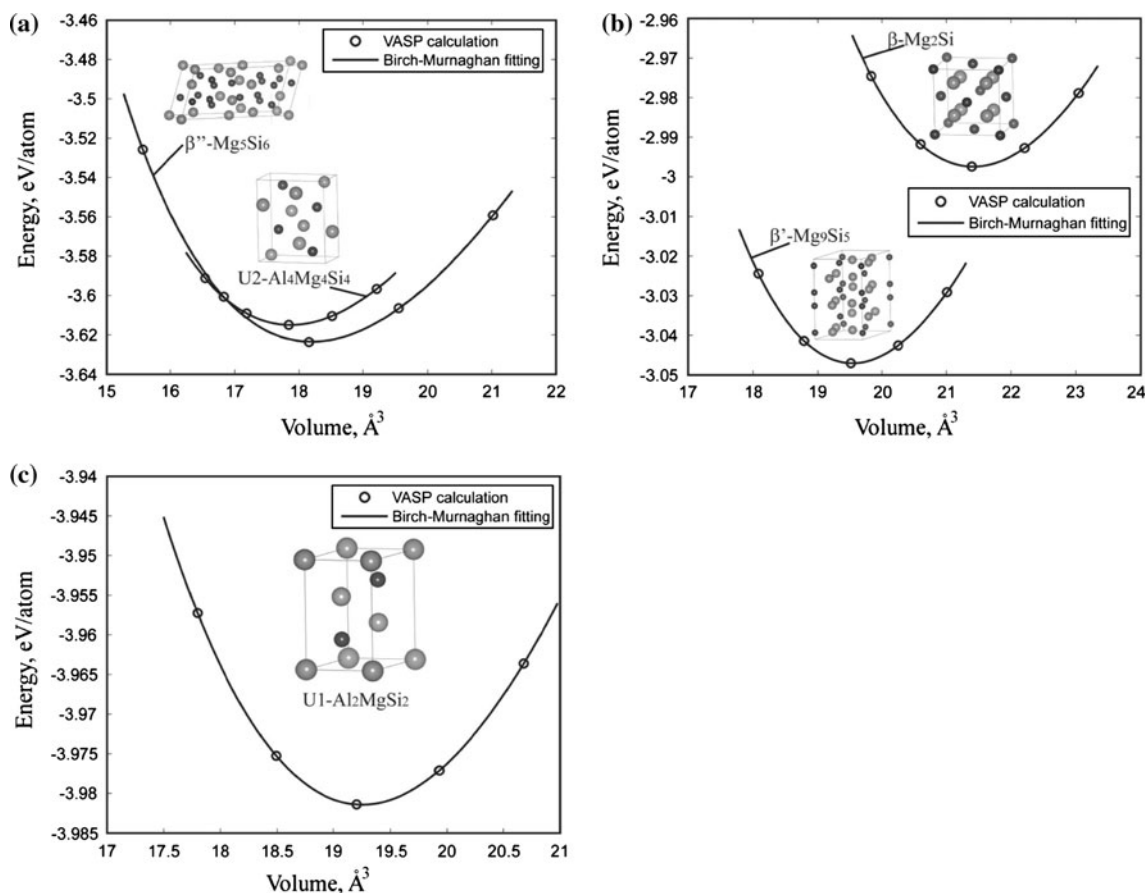 (a)
-3.46
-3.48
-3.5
-3.52
-3.54
-3.56
-3.58
-3.6
-3.62
-3.64
Energy, eV/atom
VASP calculation
Birch-Murnaghan fitting
β''-Mg5Si6
U2-Al4Mg4Si4
15 16 17 18 19 20 21 22
Volume, Å3
(b)
-2.96
-2.97
-2.98
-2.99
-3
-3.01
-3.02
-3.03
-3.04
-3.05
Energy, eV/atom
β-Mg2Si
VASP calculation
Birch-Murnaghan fitting
β'-Mg9Si5
17 18 19 20 21 22 23 24
Volume, Å3
(c)
-3.94
-3.945
-3.95
-3.955
-3.96
-3.965
-3.97
-3.975
-3.98
-3.985
Energy, eV/atom
VASP calculation
Birch-Murnaghan fitting
U1-Al2MgSi2
17 17.5 18 18.5 19 19.5 20 20.5 21
Volume, Å3